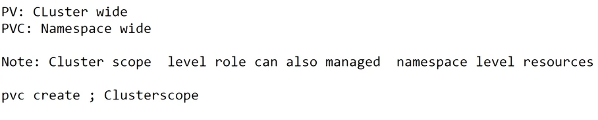 PV: CLuster wide
PVC: Namespace wide
Note: Cluster scope  level role can also managed  namespace level resources
pvc create ; Clusterscope